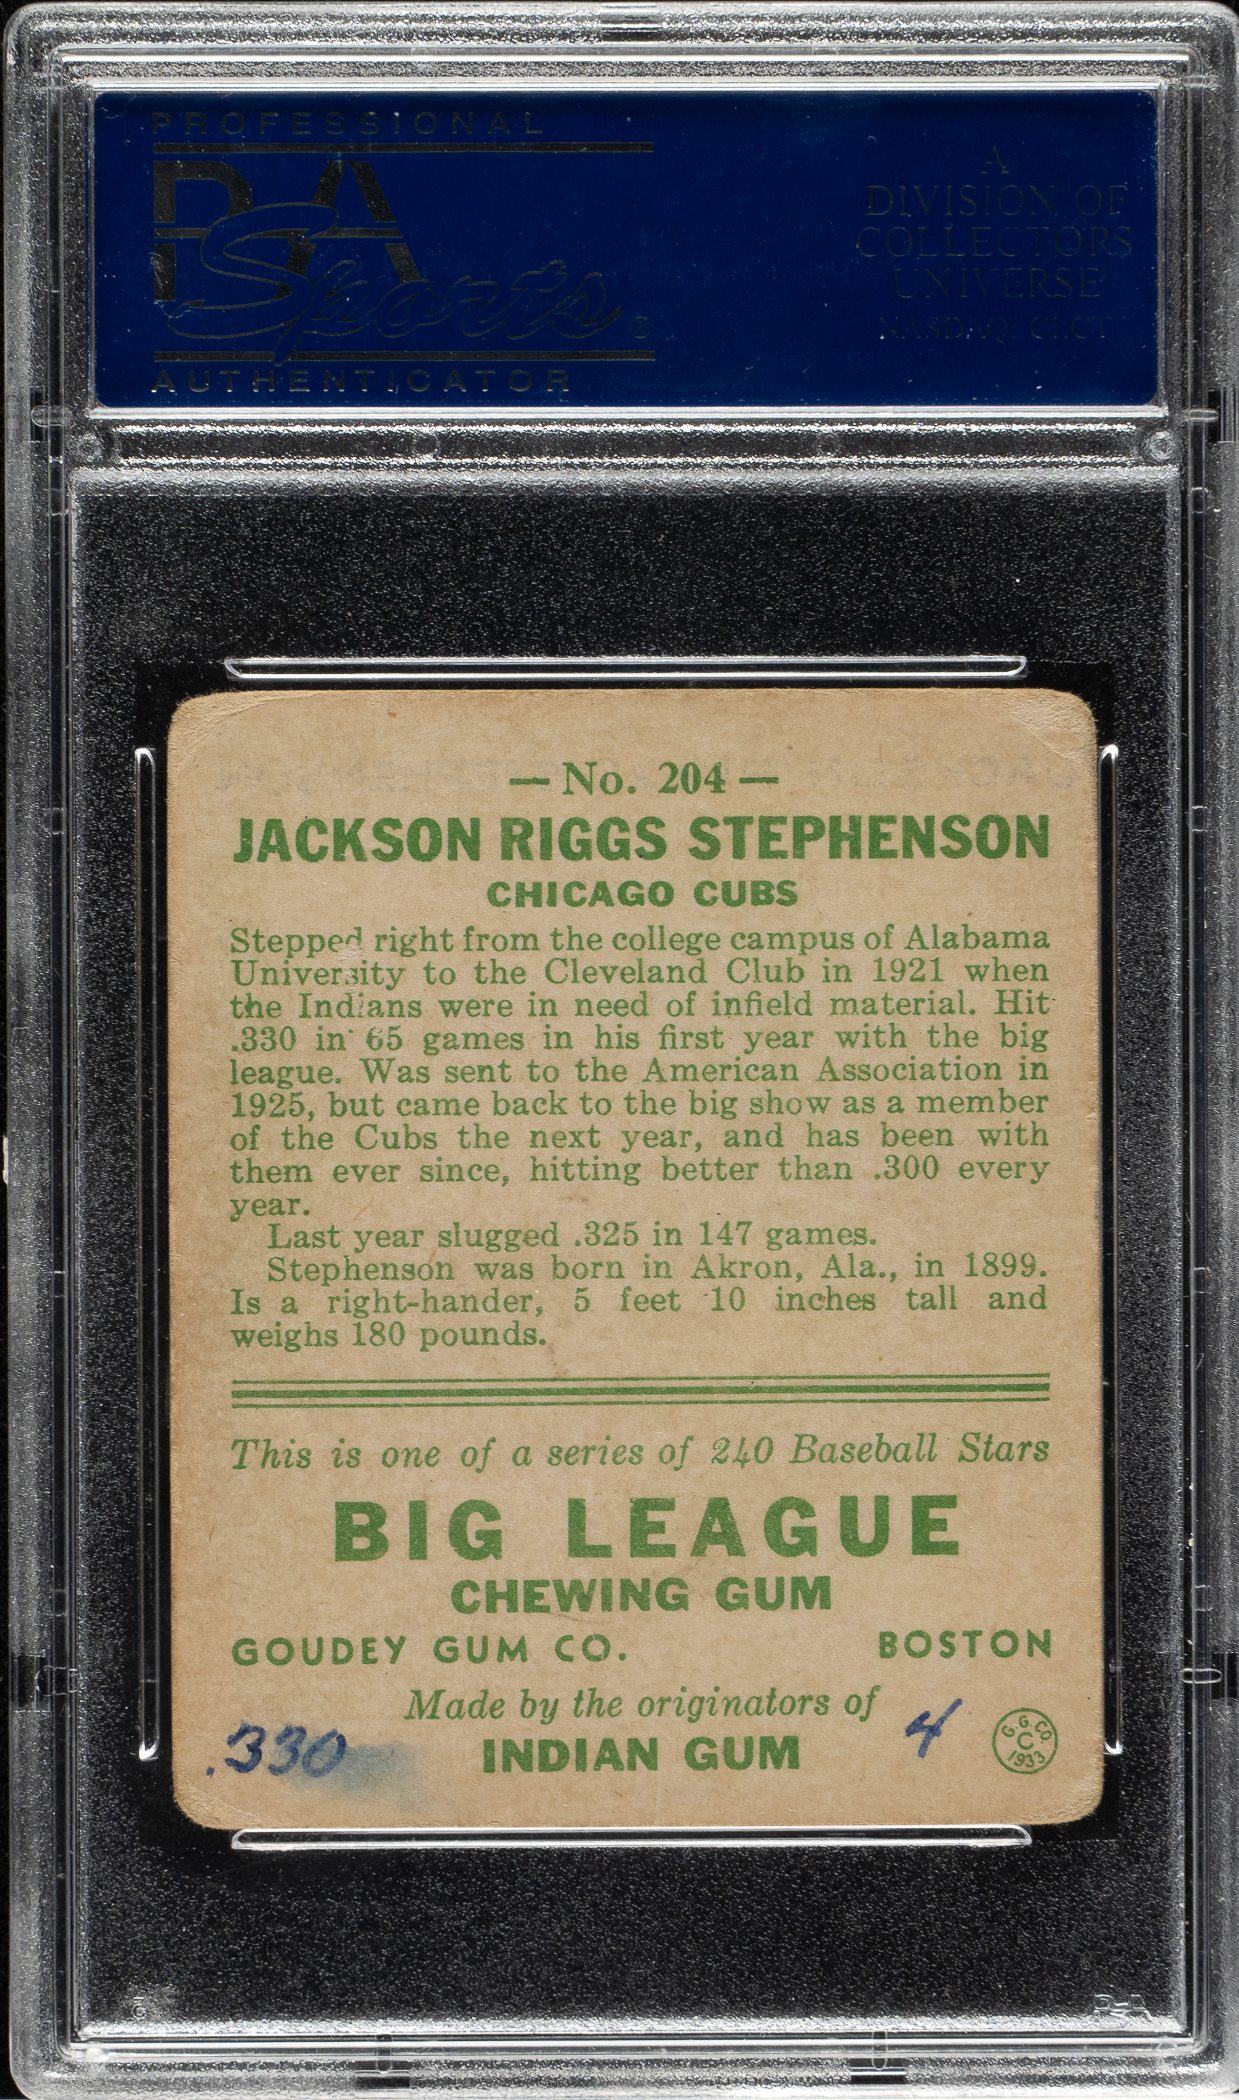 PROFESSIONAL
PSA
Sports
AUTHENTICATOR
A
DIVISION OF
COLLECTORS
UNIVERSE
NASDAQ: CLCT
— No. 204 —
JACKSON RIGGS STEPHENSON
CHICAGO CUBS
Stepped right from the college campus of Alabama
University to the Cleveland Club in 1921 when
the Indians were in need of infield material. Hit
.330 in 65 games in his first year with the big
league. Was sent to the American Association in
1925, but came back to the big show as a member
of the Cubs the next year, and has been with
them ever since, hitting better than .300 every
year.
Last year slugged .325 in 147 games.
Stephenson was born in Akron, Ala., in 1899.
Is a right-hander, 5 feet 10 inches tall and
weighs 180 pounds.
This is one of a series of 240 Baseball Stars
BIG LEAGUE
CHEWING GUM
GOUDEY GUM CO. BOSTON
Made by the originators of
INDIAN GUM
.330
4
G. G. CO.
C
1933
PSA